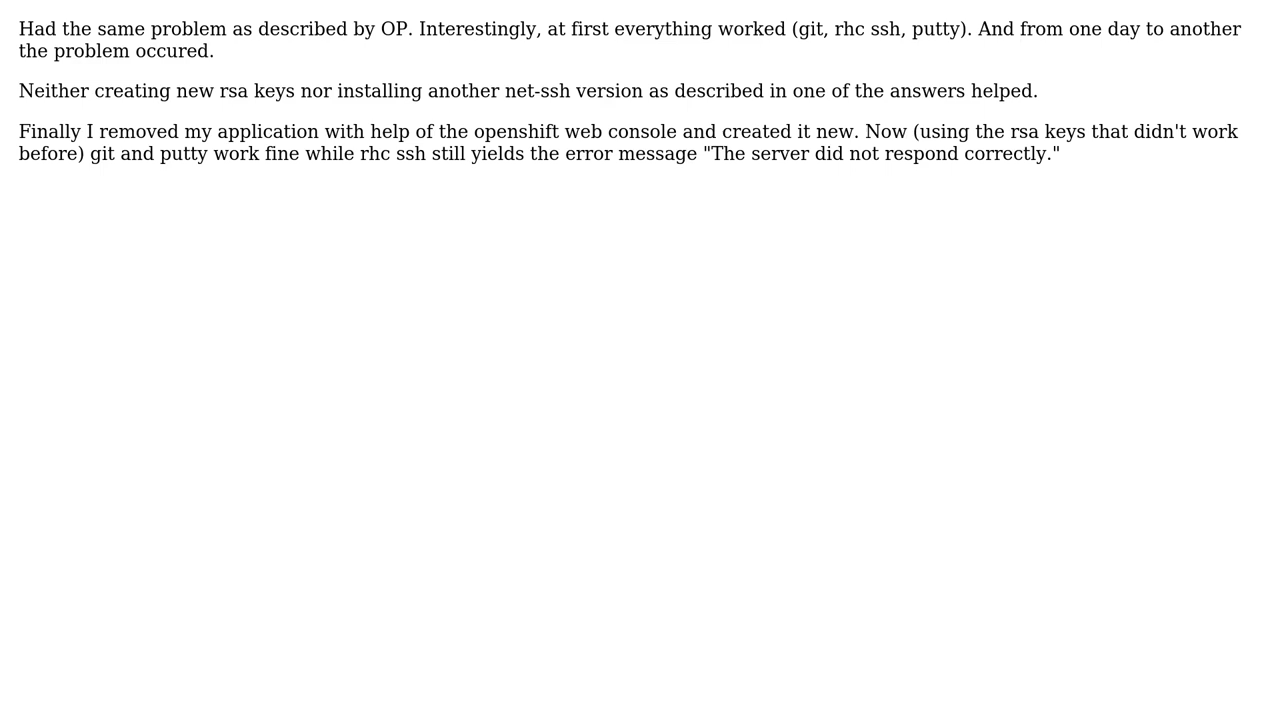 Had the same problem as described by OP. Interestingly, at first everything worked (git, rhc ssh, putty). And from one day to another
the problem occured.
Neither creating new rsa keys nor installing another net-ssh version as described in one of the answers helped.
Finally I removed my application with help of the openshift web console and created it new. Now (using the rsa keys that didn't work
before) git and putty work fine while rhc ssh still yields the error message "The server did not respond correctly."